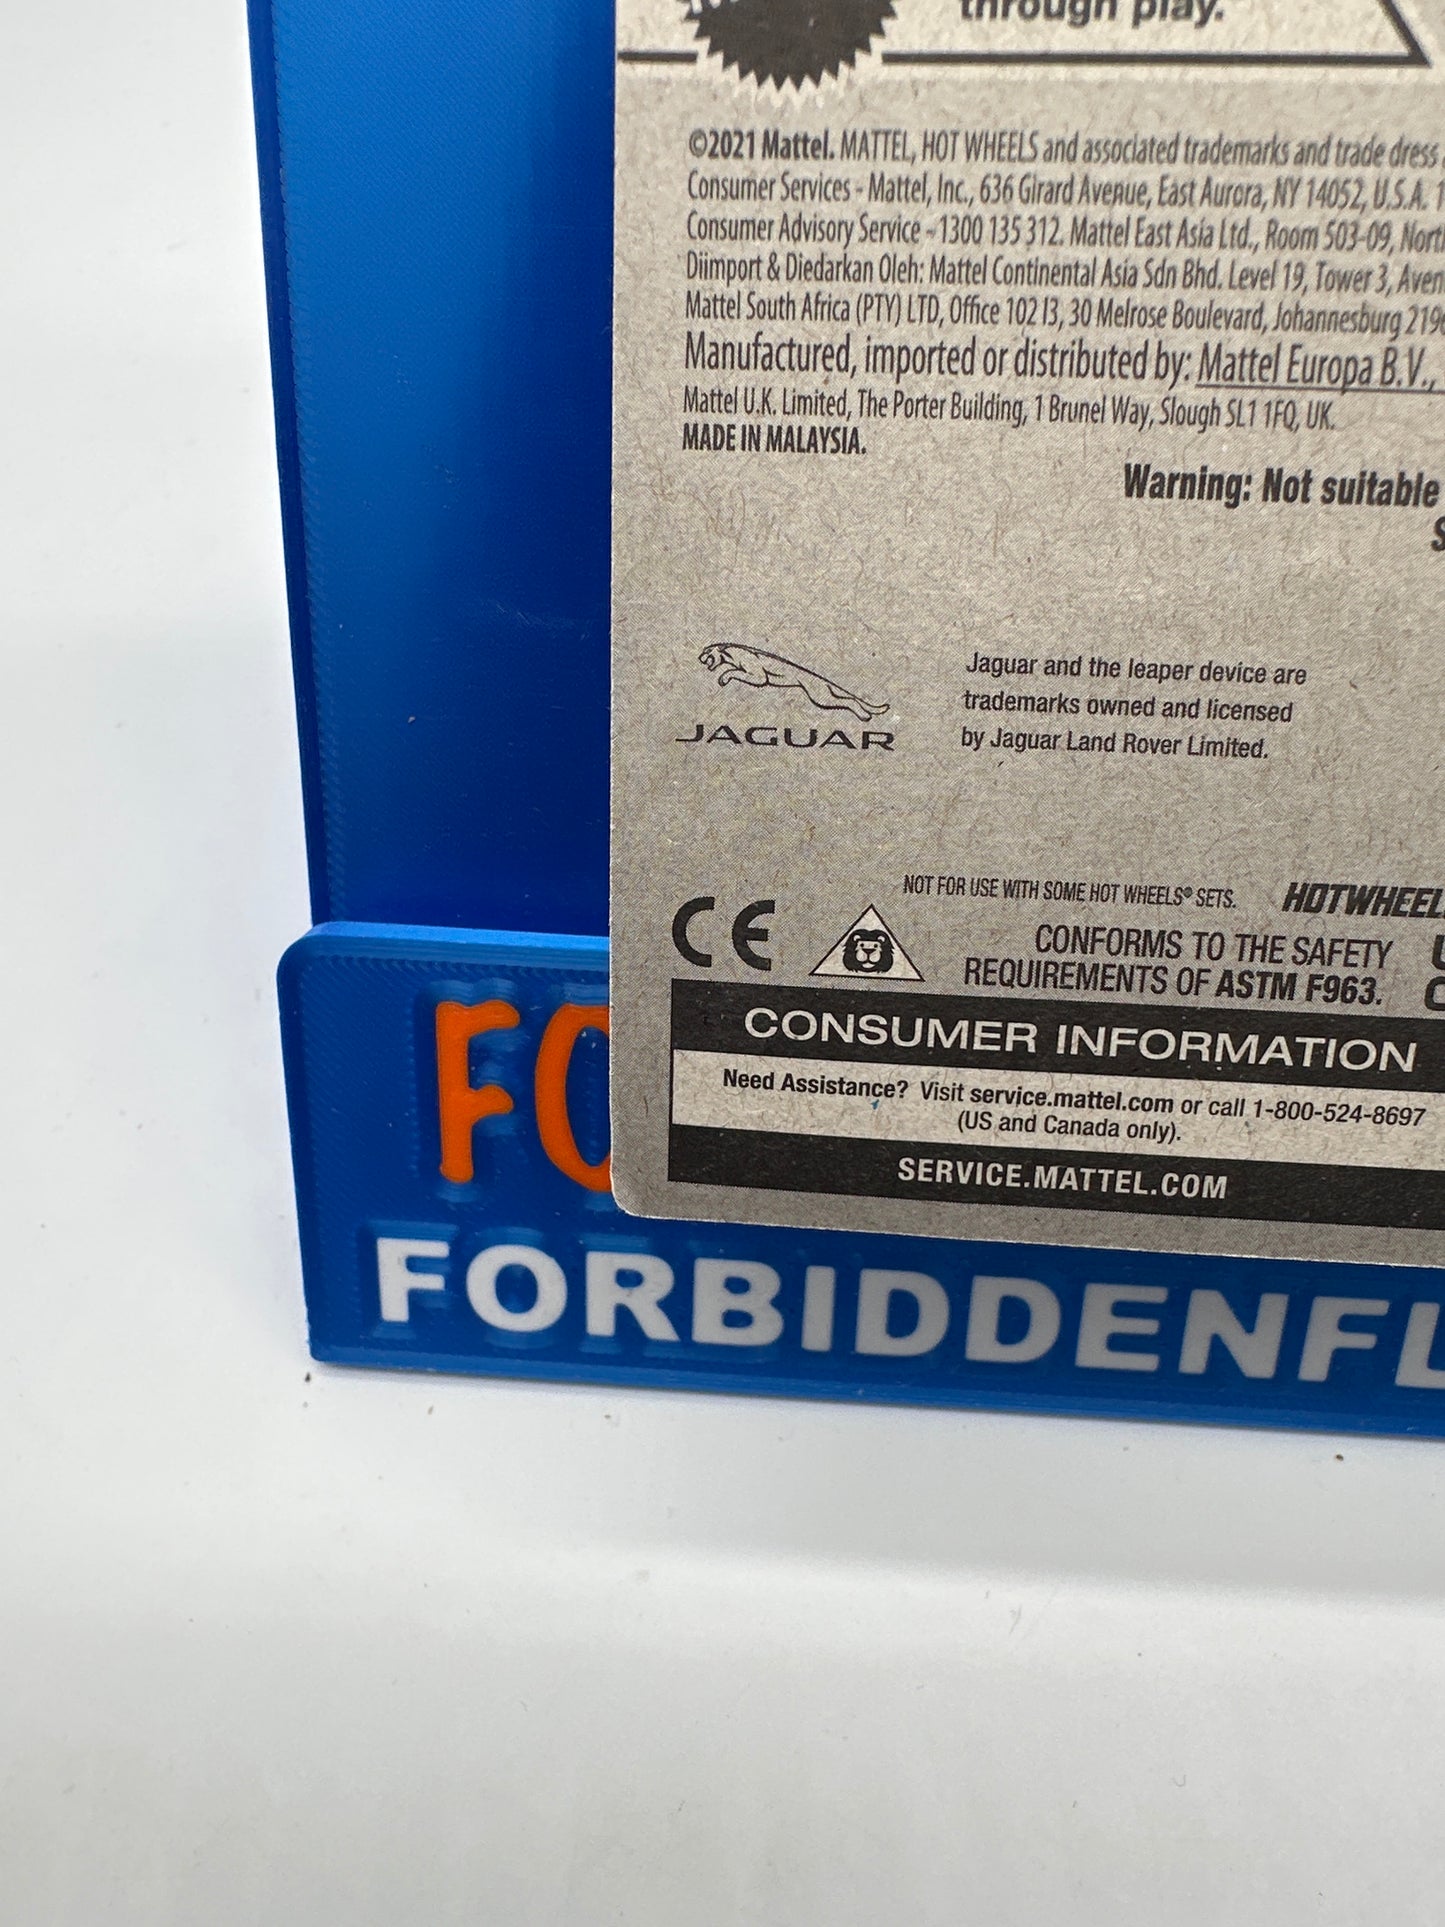 through play.
©2021 Mattel. MATTEL, HOT WHEELS and associated trademarks and trade dress
Consumer Services - Mattel, Inc., 636 Girard Avenue, East Aurora, NY 14052, U.S.A. 1
Consumer Advisory Service - 1300 135 312. Mattel East Asia Ltd., Room 503-09,
Diimport & Diedarkan Oleh: Mattel Continental Asia Sdn Bhd. Level 19, Tower 3,
Mattel South Africa (PTY) LTD, Office 102 I3, 30 Melrose Boulevard, Johannesburg
Manufactured, imported or distributed by: Mattel Europa B.V.,
Mattel U.K. Limited, The Porter Building, 1 Brunel Way, Slough SL1 1FQ, UK.
MADE IN MALAYSIA.
Warning: Not suitable
JAGUAR
Jaguar and the leaper device are
trademarks owned and licensed
by Jaguar Land Rover Limited.
NOT FOR USE WITH SOME HOT WHEELS® SETS.
HOTWHEEL
CE
CONFORMS TO THE SAFETY
REQUIREMENTS OF ASTM F963.
CONSUMER INFORMATION
Need Assistance? Visit service.mattel.com or call 1-800-524-8697
(US and Canada only).
SERVICE.MATTEL.COM
FO
FORBIDDENFL